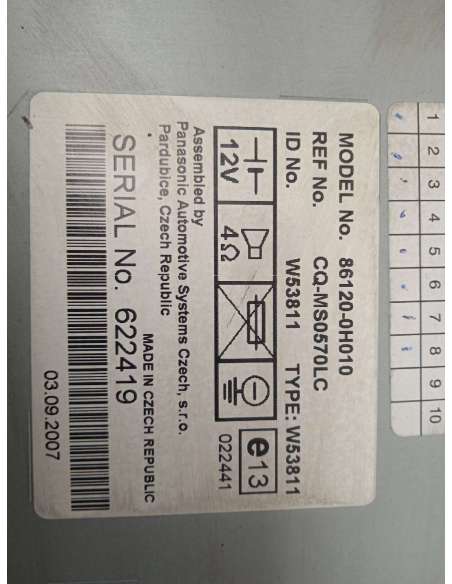 1 2 3 4 5 6 7 8 9 10
MODEL No. 86120-0H010
REF No. CQ-MS0570LC
ID No. W53811 TYPE: W53811
12V 4Ω e13
022441
Assembled by
Panasonic Automotive Systems Czech, s.r.o.
Pardubice, Czech Republic
MADE IN CZECH REPUBLIC
SERIAL No. 622419
03.09.2007